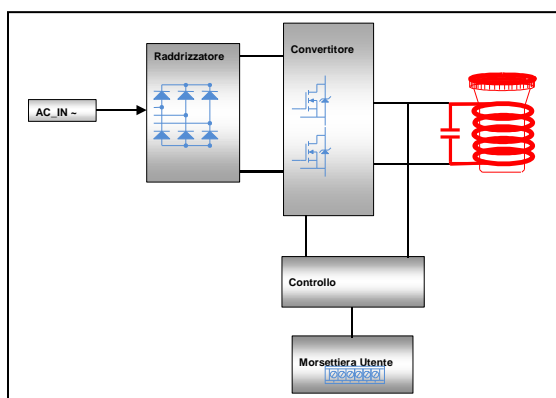 Raddrizzatore
Convertitore
AC_IN ~
Controllo
Morsettiera Utente